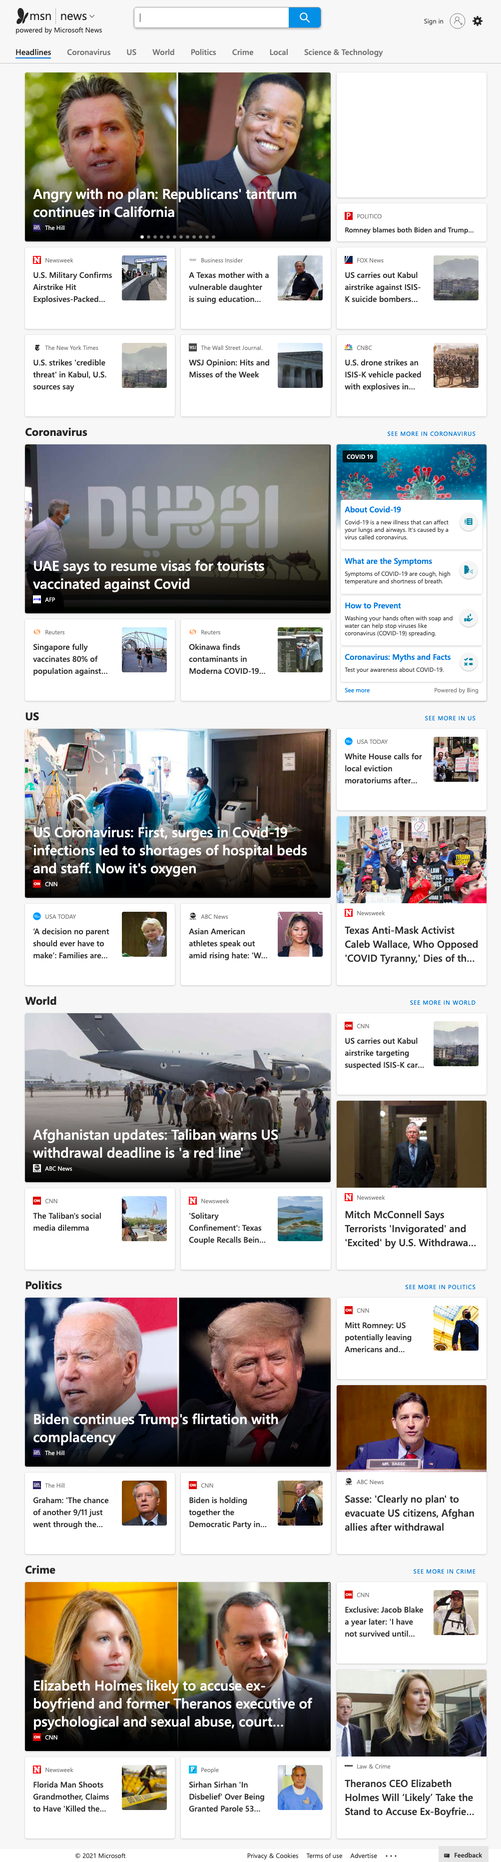 msn | news
powered by Microsoft News
Sign in
Headlines
Coronavirus
US
World
Politics
Crime
Local
Science & Technology
Angry with no plan: Republicans' tantrum
continues in California
The Hill
POLITICO
Romney blames both Biden and Trump...
Newsweek
U.S. Military Confirms
Airstrike Hit
Explosives-Packed...
Business Insider
A Texas mother with a
vulnerable daughter
is suing education...
FOX News
US carries out Kabul
airstrike against ISIS-
K suicide bombers...
The New York Times
U.S. strikes 'credible
threat' in Kabul, U.S.
sources say
The Wall Street Journal.
WSJ Opinion: Hits and
Misses of the Week
CNBC
U.S. drone strikes an
ISIS-K vehicle packed
with explosives in...
Coronavirus
SEE MORE IN CORONAVIRUS
DUBAI
UAE says to resume visas for tourists
vaccinated against Covid
AFP
COVID 19
About Covid-19
Covid-19 is a new illness that can affect
your lungs and airways. It's caused by a
virus called coronavirus.
What are the Symptoms
Symptoms of COVID-19 are cough, high
temperature and shortness of breath.
How to Prevent
Washing your hands often with soap and
water can help stop viruses like
coronavirus (COVID-19) spreading.
Coronavirus: Myths and Facts
Test your awareness about COVID-19.
See more
Powered by Bing
Reuters
Singapore fully
vaccinates 80% of
population against...
Reuters
Okinawa finds
contaminants in
Moderna COVID-19...
US
SEE MORE IN US
US Coronavirus: First, surges in Covid-19
infections led to shortages of hospital beds
and staff. Now it's oxygen
CNN
USA TODAY
White House calls for
local eviction
moratoriums after...
Newsweek
Texas Anti-Mask Activist
Caleb Wallace, Who Opposed
'COVID Tyranny,' Dies of th...
USA TODAY
'A decision no parent
should ever have to
make': Families are...
ABC News
Asian American
athletes speak out
amid rising hate: 'W...
World
SEE MORE IN WORLD
Afghanistan updates: Taliban warns US
withdrawal deadline is 'a red line'
ABC News
CNN
US carries out Kabul
airstrike targeting
suspected ISIS-K car...
Newsweek
Mitch McConnell Says
Terrorists 'Invigorated' and
'Excited' by U.S. Withdrawa...
CNN
The Taliban's social
media dilemma
Newsweek
'Solitary
Confinement': Texas
Couple Recalls Bein...
Politics
SEE MORE IN POLITICS
Biden continues Trump's flirtation with
complacency
The Hill
CNN
Mitt Romney: US
potentially leaving
Americans and...
MR. SASSE
ABC News
Sasse: 'Clearly no plan' to
evacuate US citizens, Afghan
allies after withdrawal
The Hill
Graham: 'The chance
of another 9/11 just
went through the...
CNN
Biden is holding
together the
Democratic Party in...
Crime
SEE MORE IN CRIME
Elizabeth Holmes likely to accuse ex-
boyfriend and former Theranos executive of
psychological and sexual abuse, court...
CNN
CNN
Exclusive: Jacob Blake
a year later: 'I have
not survived until...
Law & Crime
Theranos CEO Elizabeth
Holmes Will 'Likely' Take the
Stand to Accuse Ex-Boyfrie...
Newsweek
Florida Man Shoots
Grandmother, Claims
to Have 'Killed the...
People
Sirhan Sirhan 'In
Disbelief' Over Being
Granted Parole 53...
© 2021 Microsoft
Privacy & Cookies
Terms of use
Advertise
Feedback